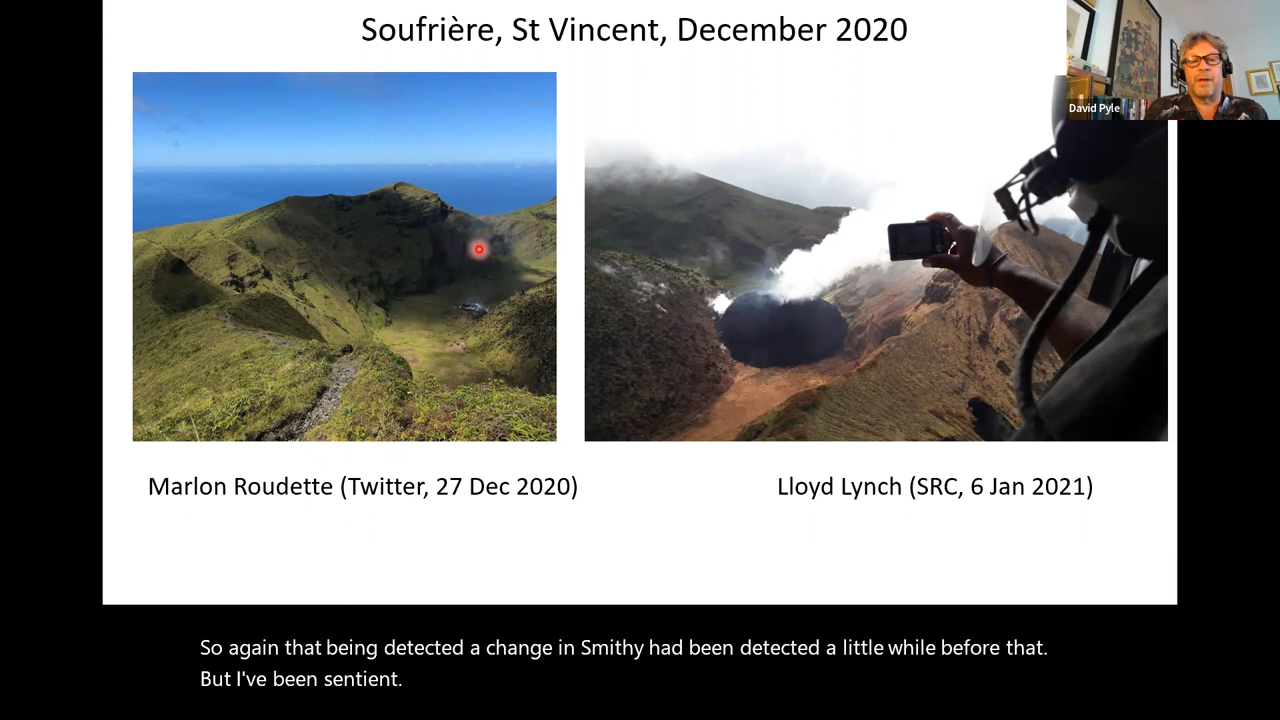 Soufrière, St Vincent, December 2020
David Pyle
Marlon Roudette (Twitter, 27 Dec 2020)
Lloyd Lynch (SRC, 6 Jan 2021)
So again that being detected a change in Smithy had been detected a little while before that.
But I've been sentient.